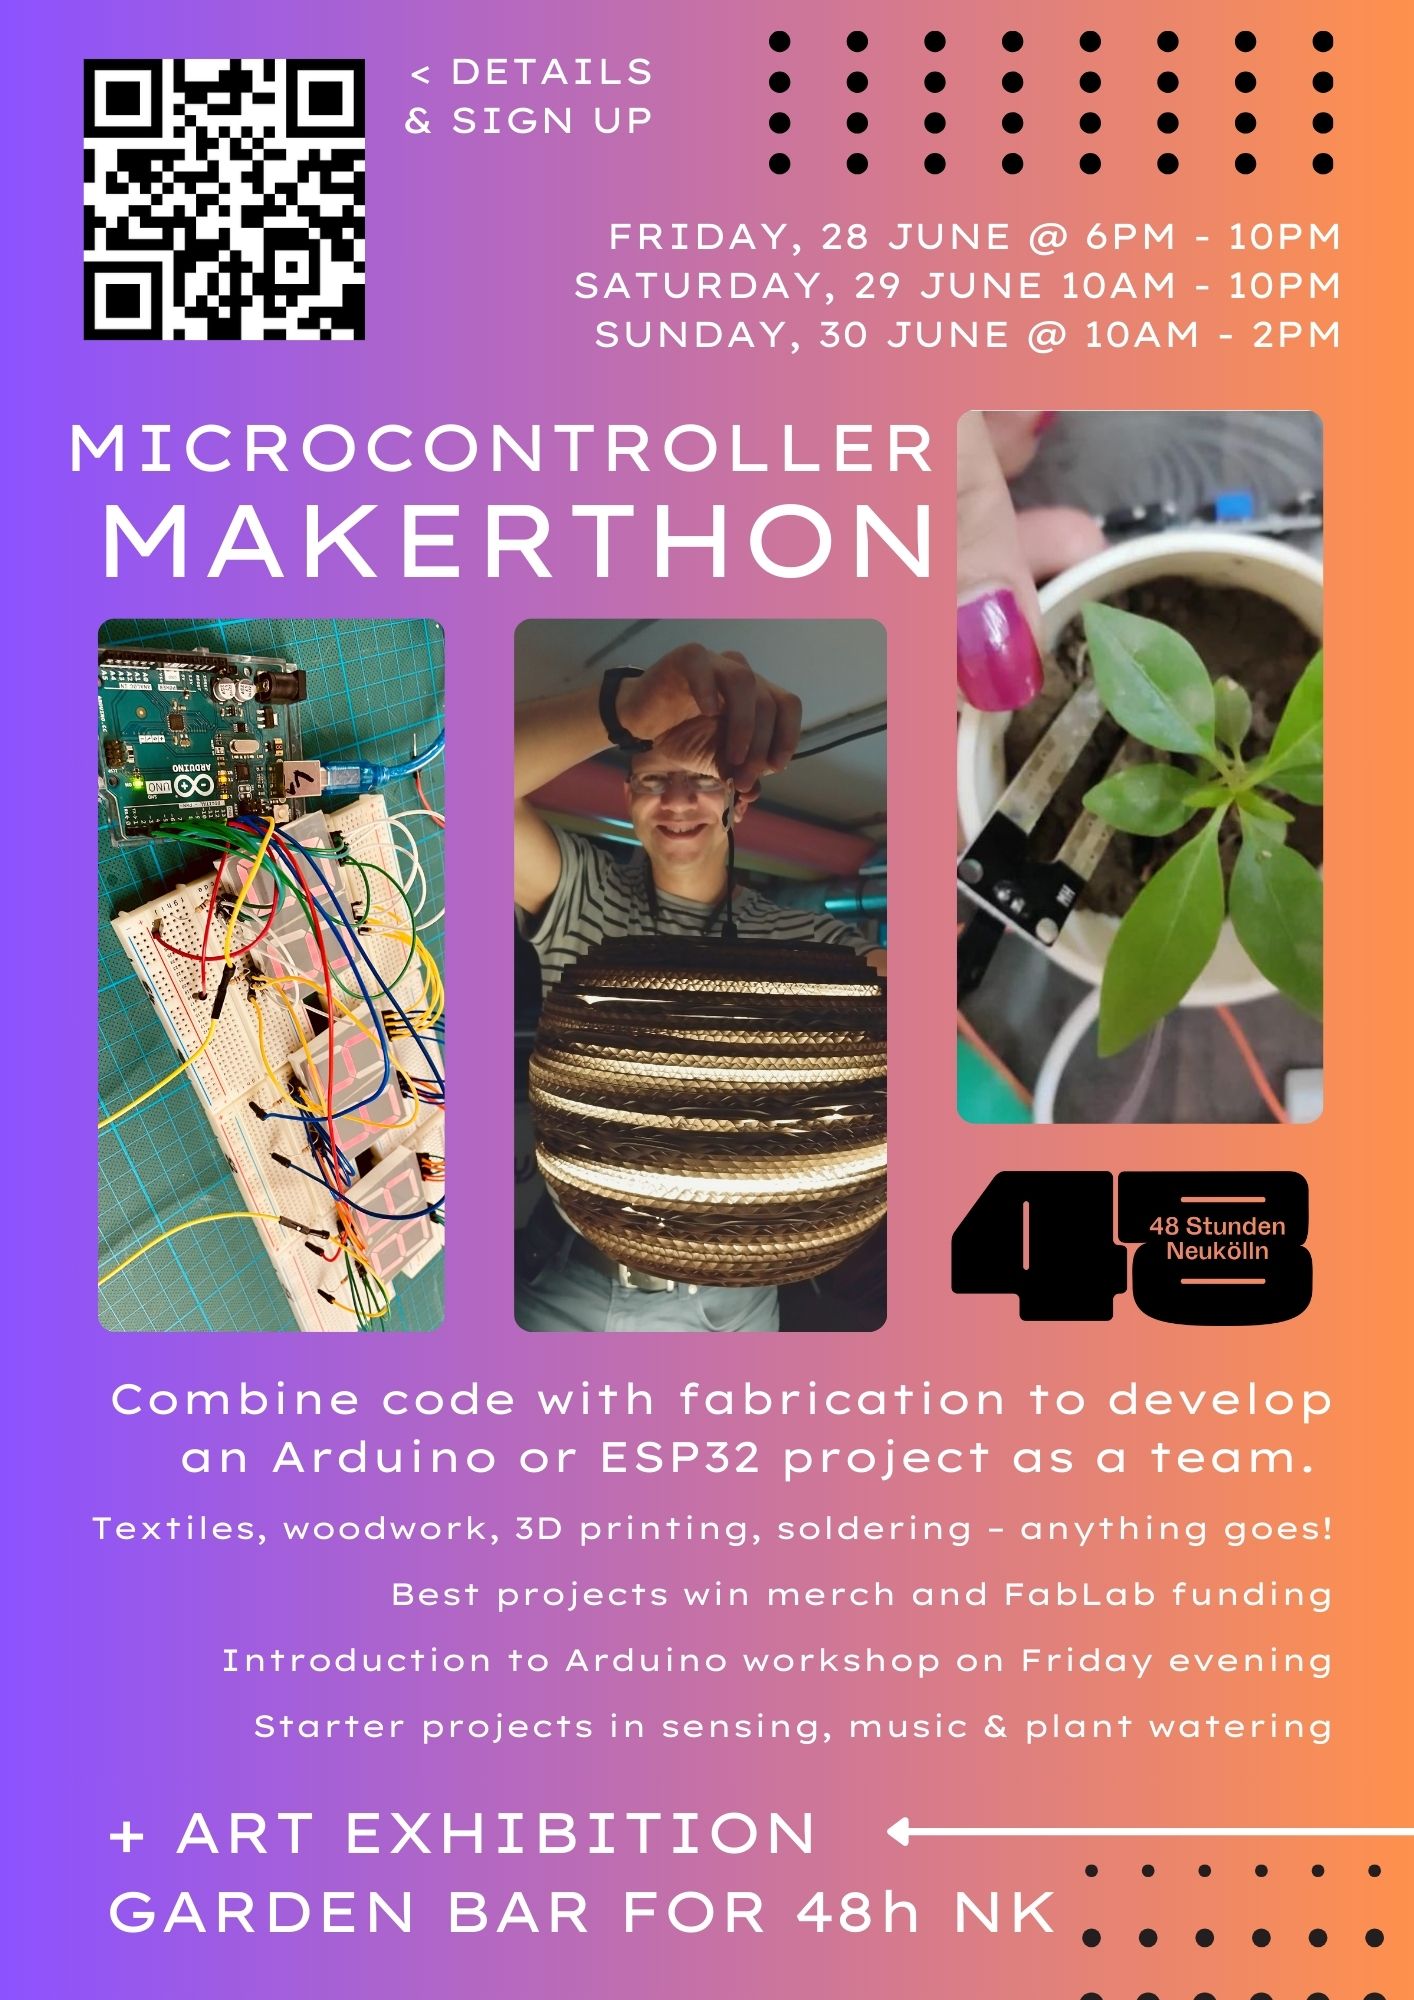 < DETAILS
& SIGN UP
FRIDAY, 28 JUNE @ 6PM - 10PM
SATURDAY, 29 JUNE 10AM - 10PM
SUNDAY, 30 JUNE @ 10AM - 2PM
MICROCONTROLLER
MAKERTHON
ARDUINO
UNO
48
48 Stunden
Neukölln
Combine code with fabrication to develop
an Arduino or ESP32 project as a team.
Textiles, woodwork, 3D printing, soldering – anything goes!
Best projects win merch and FabLab funding
Introduction to Arduino workshop on Friday evening
Starter projects in sensing, music & plant watering
+ ART EXHIBITION
GARDEN BAR FOR 48h NK